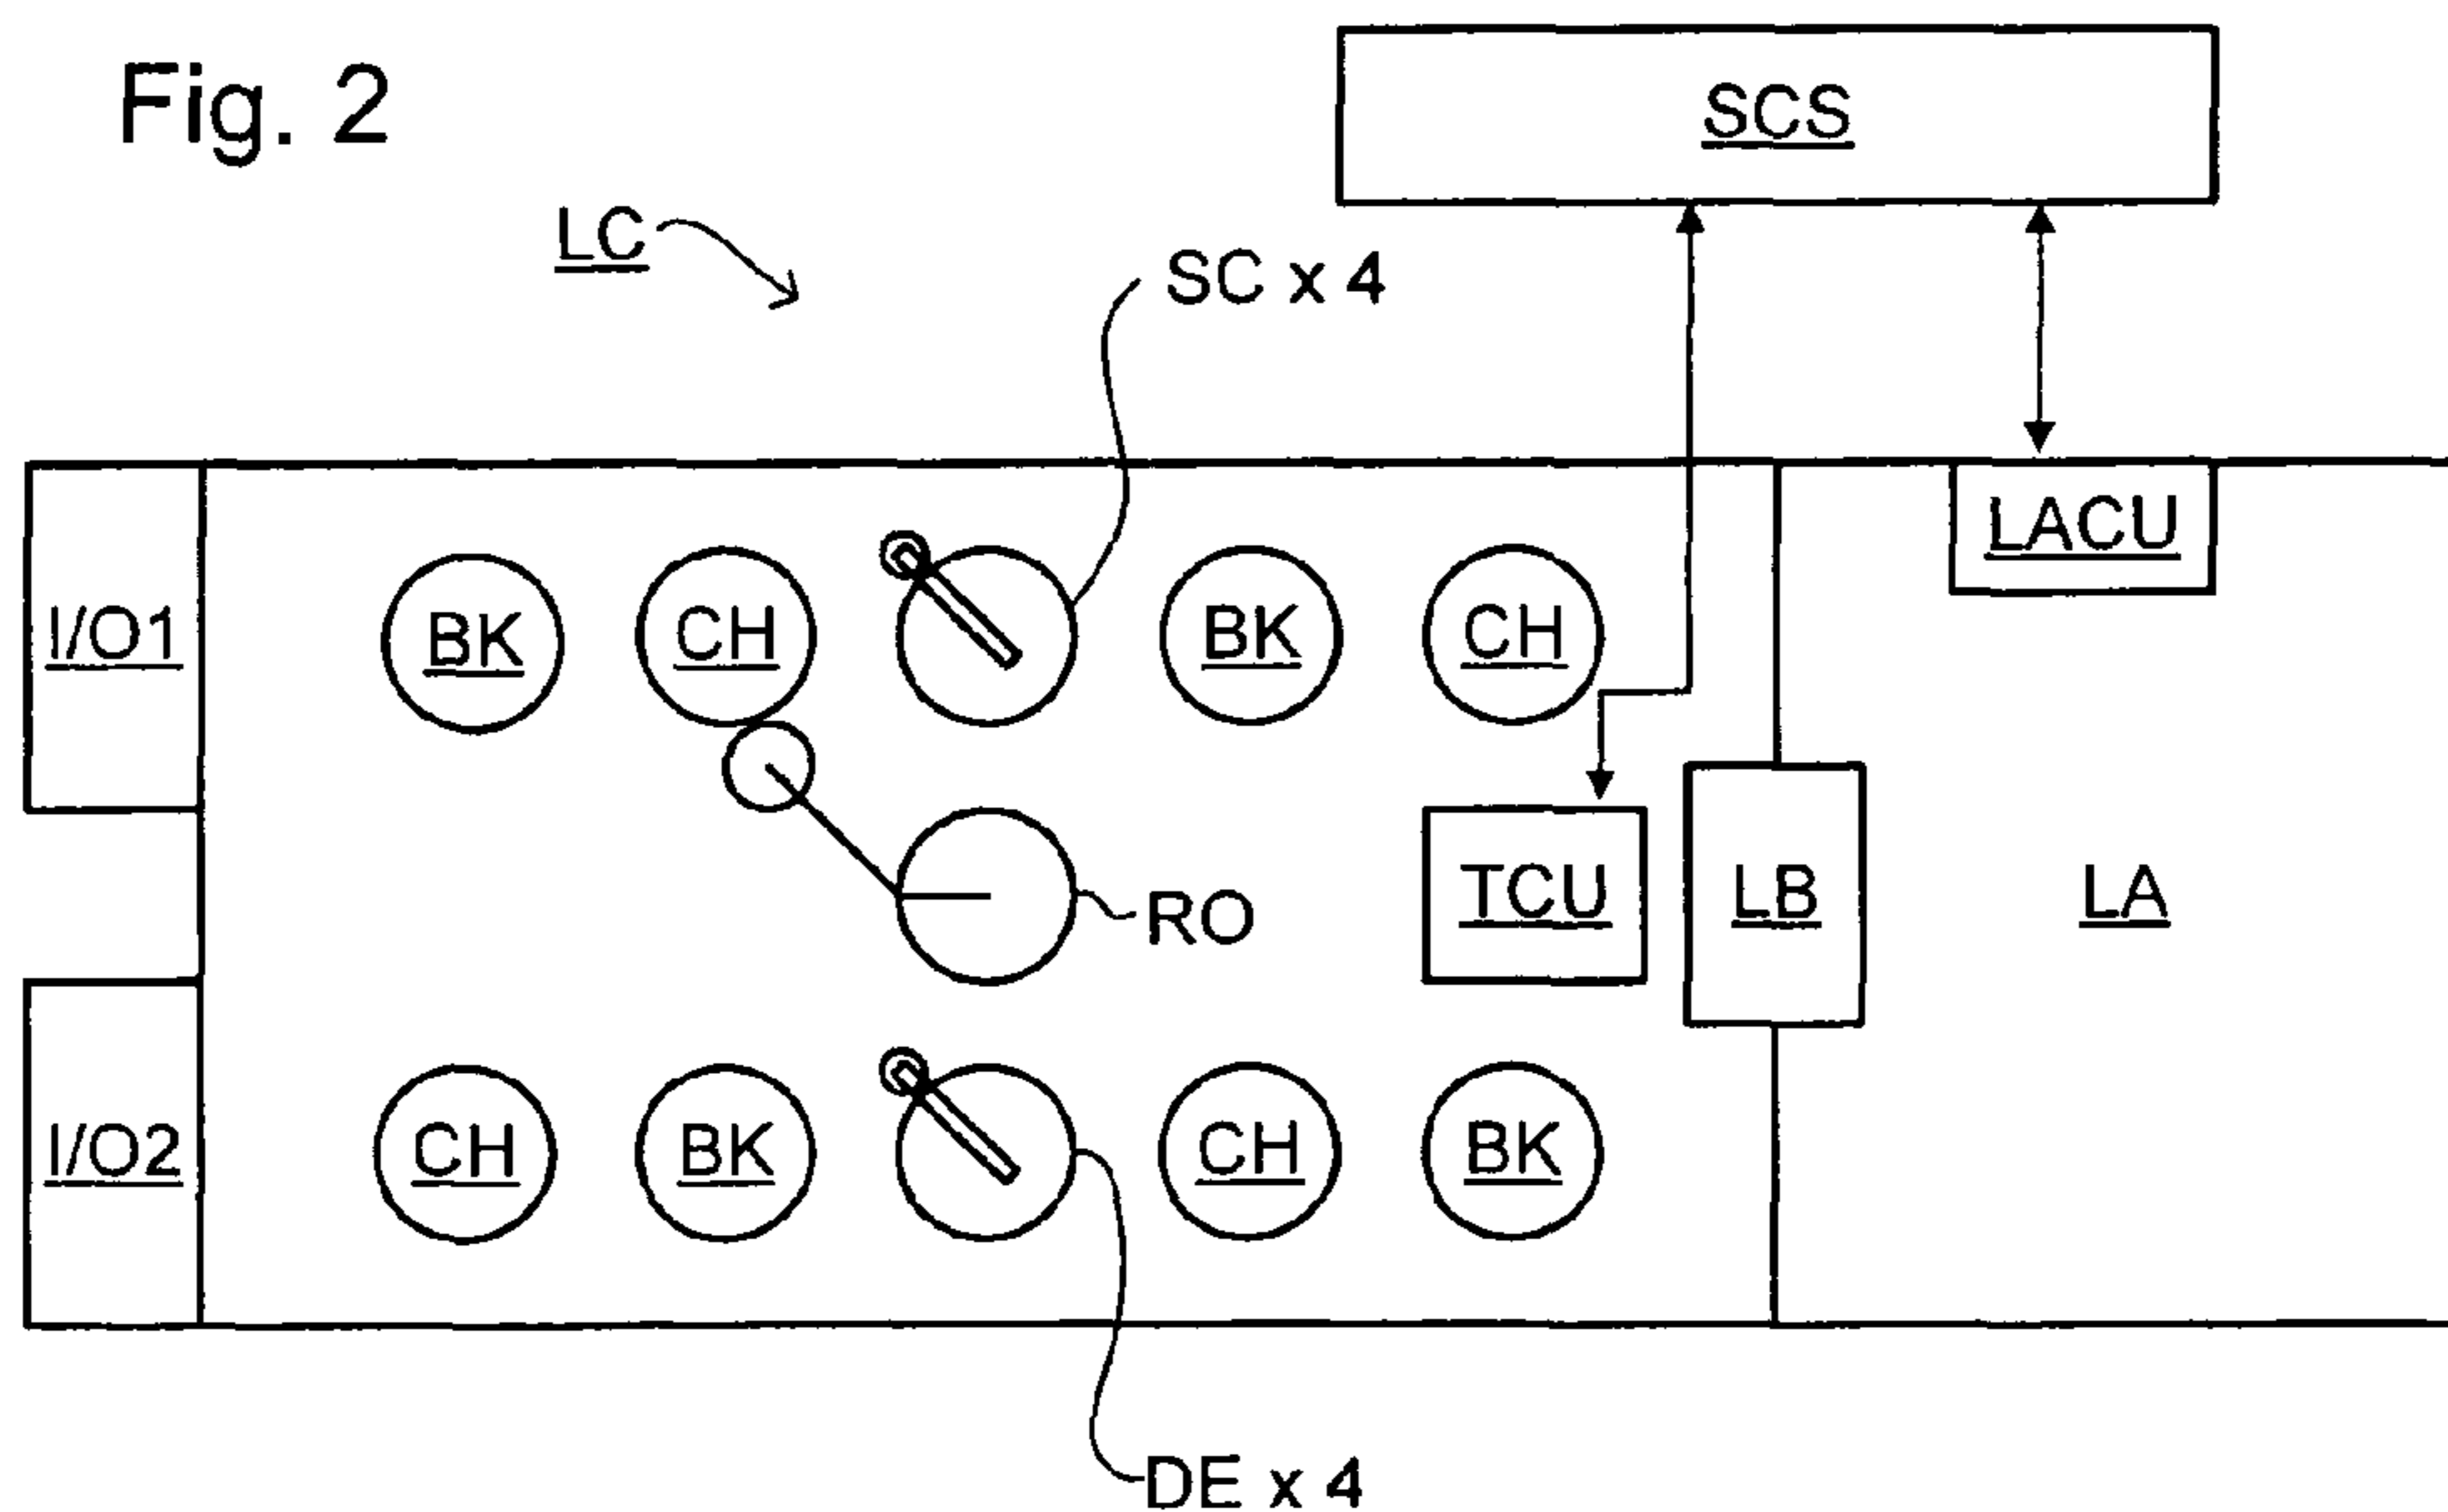 Fig. 2
SCS
LC
SC x 4
LACU
I/O1
BK
CH
BK
CH
RO
TCU
LB
LA
I/O2
CH
BK
CH
BK
DE x 4